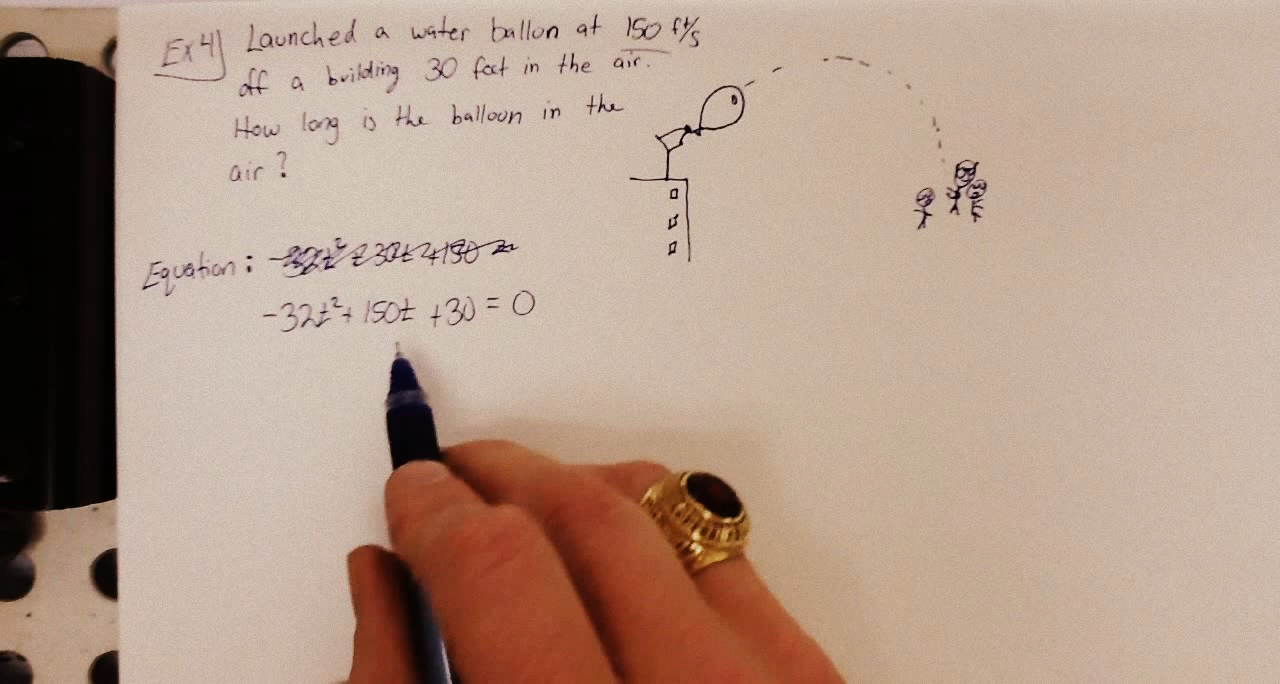 Ex 4) Launched a water ballon at 150 ft/s
off a building 30 feet in the air.
How long is the balloon in the
air?
Equation:
-32t²+ 150t +30 = 0